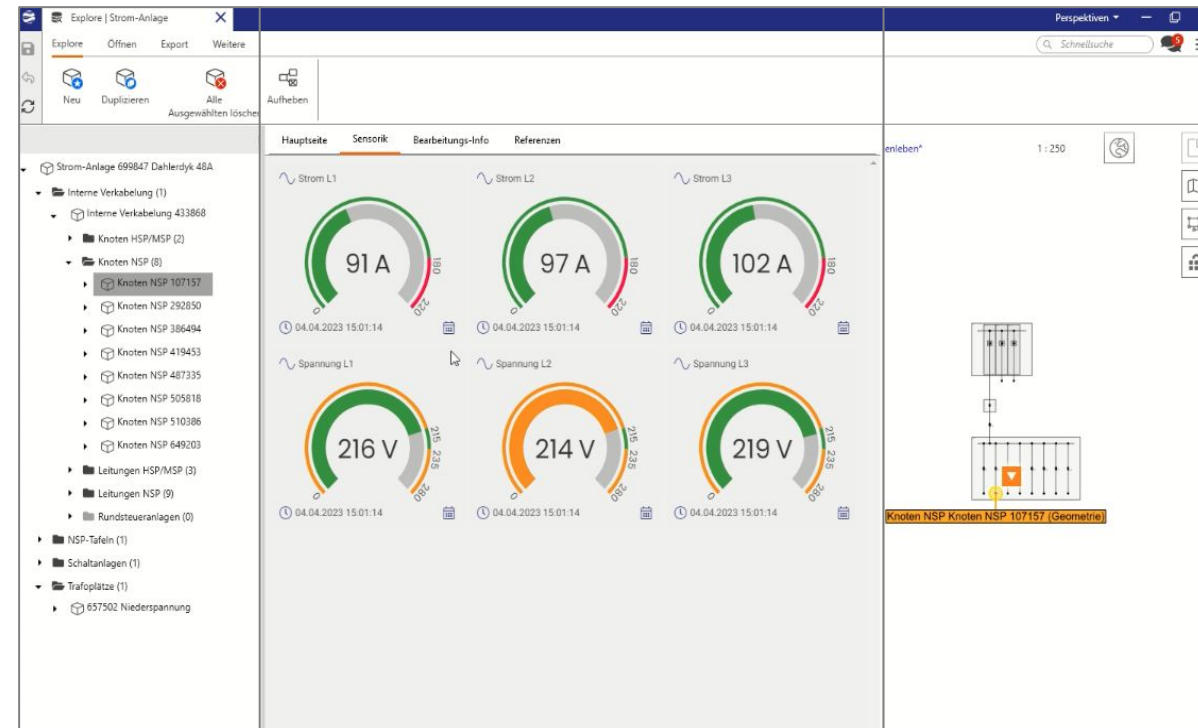 Explore | Strom-Anlage
Perspektiven
Explore Öffnen Export Weitere
Schnellsuche
5
Neu Duplizieren Alle
Ausgewählten löschen
Aufheben
Hauptseite Sensorik Bearbeitungs-Info Referenzen
enleben*
1 : 250
Strom-Anlage 699847 Dahlerdyk 48A
Interne Verkabelung (1)
Interne Verkabelung 433868
Knoten HSP/MSP (2)
Knoten NSP (8)
Knoten NSP 107157
Knoten NSP 292850
Knoten NSP 386494
Knoten NSP 419453
Knoten NSP 487335
Knoten NSP 505818
Knoten NSP 510386
Knoten NSP 649203
Leitungen HSP/MSP (3)
Leitungen NSP (9)
Rundsteueranlagen (0)
NSP-Tafeln (1)
Schaltanlagen (1)
Trafoplätze (1)
657502 Niederspannung
Strom L1
91 A
0 180 220
04.04.2023 15:01:14
Strom L2
97 A
0 180 220
04.04.2023 15:01:14
Strom L3
102 A
0 180 220
04.04.2023 15:01:14
Spannung L1
216 V
0 215 235 280
04.04.2023 15:01:14
Spannung L2
214 V
0 215 235 280
04.04.2023 15:01:14
Spannung L3
219 V
0 215 235 280
04.04.2023 15:01:14
Knoten NSP Knoten NSP 107157 (Geometrie)